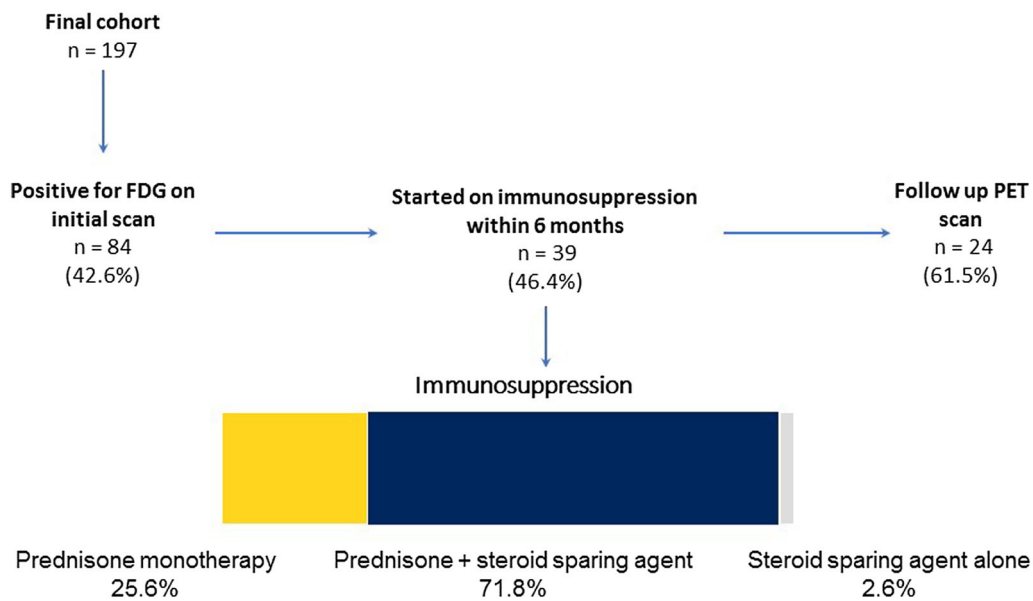 Final cohort
n = 197
Positive for FDG on
initial scan
n = 84
(42.6%)
Started on immunosuppression
within 6 months
n = 39
(46.4%)
Follow up PET
scan
n = 24
(61.5%)
Immunosuppression
Prednisone monotherapy
25.6%
Prednisone + steroid sparing agent
71.8%
Steroid sparing agent alone
2.6%